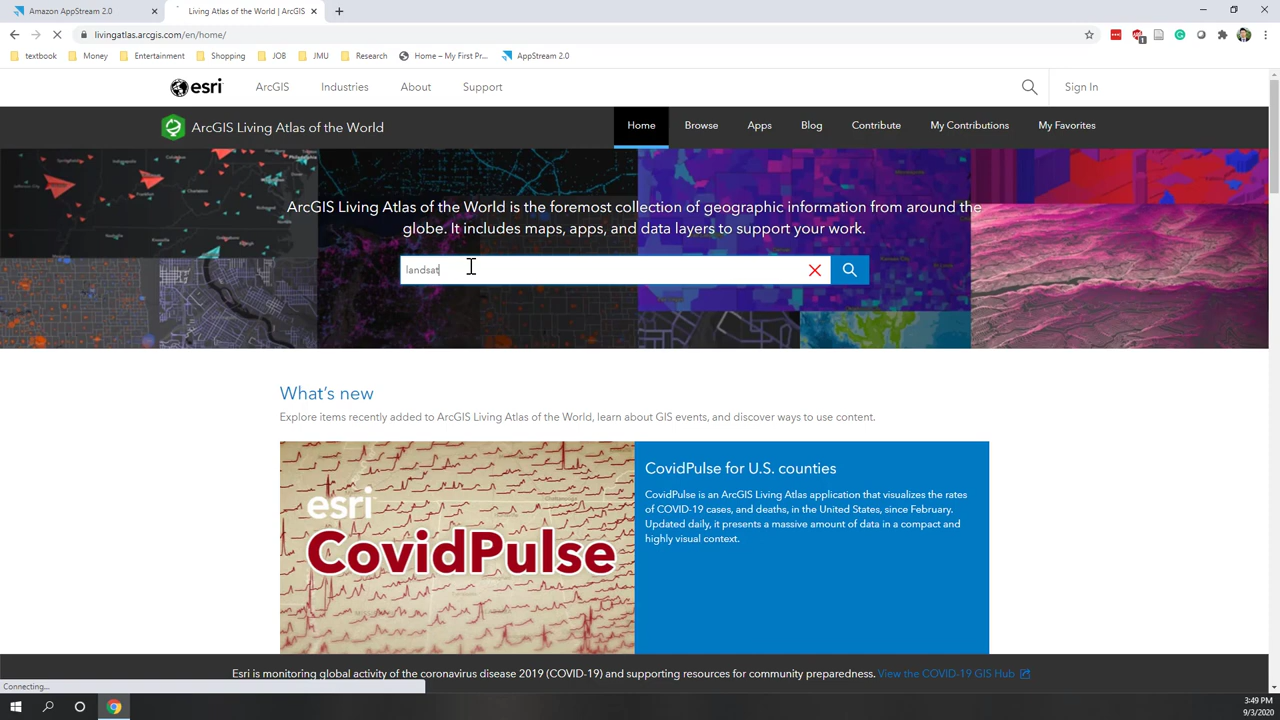 Amazon AppStream 2.0
Living Atlas of the World | ArcGIS
livingatlas.arcgis.com/en/home/
textbook
Money
Entertainment
Shopping
JOB
JMU
Research
Home – My First Pr...
AppStream 2.0
esri
ArcGIS
Industries
About
Support
Sign In
ArcGIS Living Atlas of the World
Home
Browse
Apps
Blog
Contribute
My Contributions
My Favorites
ArcGIS Living Atlas of the World is the foremost collection of geographic information from around the
globe. It includes maps, apps, and data layers to support your work.
landsat
What's new
Explore items recently added to ArcGIS Living Atlas of the World, learn about GIS events, and discover ways to use content.
esri
CovidPulse
CovidPulse for U.S. counties
CovidPulse is an ArcGIS Living Atlas application that visualizes the rates
of COVID-19 cases, and deaths, in the United States, since February.
Updated daily, it presents a massive amount of data in a compact and
highly visual context.
Esri is monitoring global activity of the coronavirus disease 2019 (COVID-19) and supporting resources for community preparedness. View the COVID-19 GIS Hub
Connecting...
3:49 PM
9/3/2020